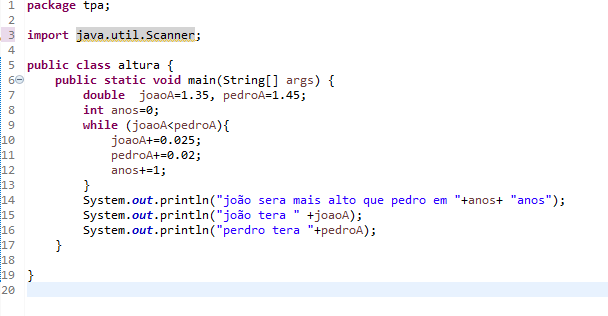 1 package tpa;
2
3 import java.util.Scanner;
4
5 public class altura {
6 public static void main(String[] args) {
7 double  joaoA=1.35, pedroA=1.45;
8 int anos=0;
9 while (joaoA<pedroA){
10 joaoA+=0.025;
11 pedroA+=0.02;
12 anos+=1;
13 }
14 System.out.println("joão sera mais alto que pedro em "+anos+ "anos");
15 System.out.println("joão tera " +joaoA);
16 System.out.println("perdro tera "+pedroA);
17 }
18
19 }
20